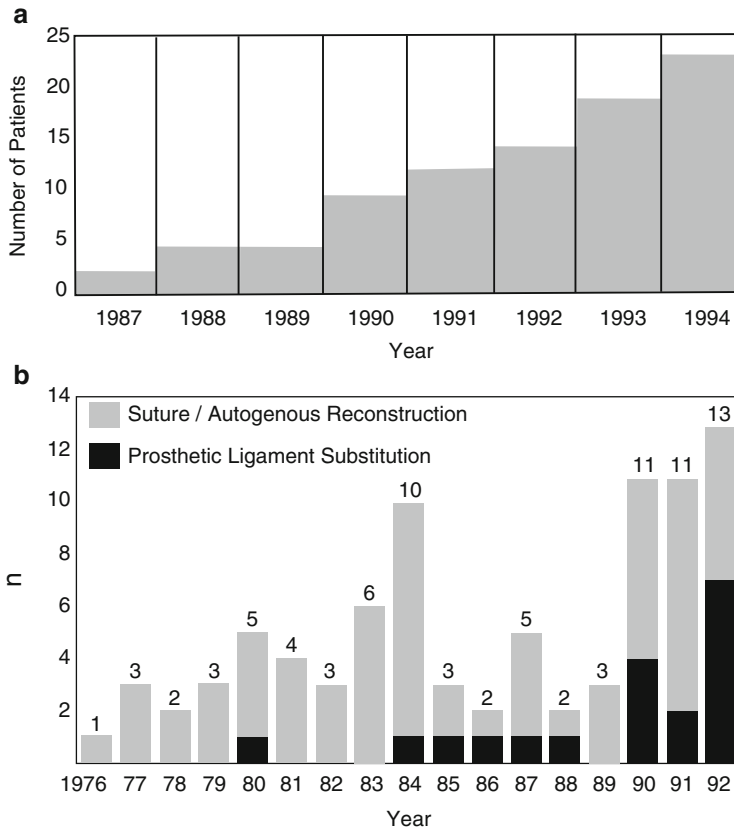 a
Number of Patients
25
20
15
10
5
0
1987 1988 1989 1990 1991 1992 1993 1994
Year
b
n
14
12
10
8
6
4
2
Suture / Autogenous Reconstruction
Prosthetic Ligament Substitution
1 3 2 3 5 4 3 6 10 3 2 5 2 3 11 11 13
1976 77 78 79 80 81 82 83 84 85 86 87 88 89 90 91 92
Year